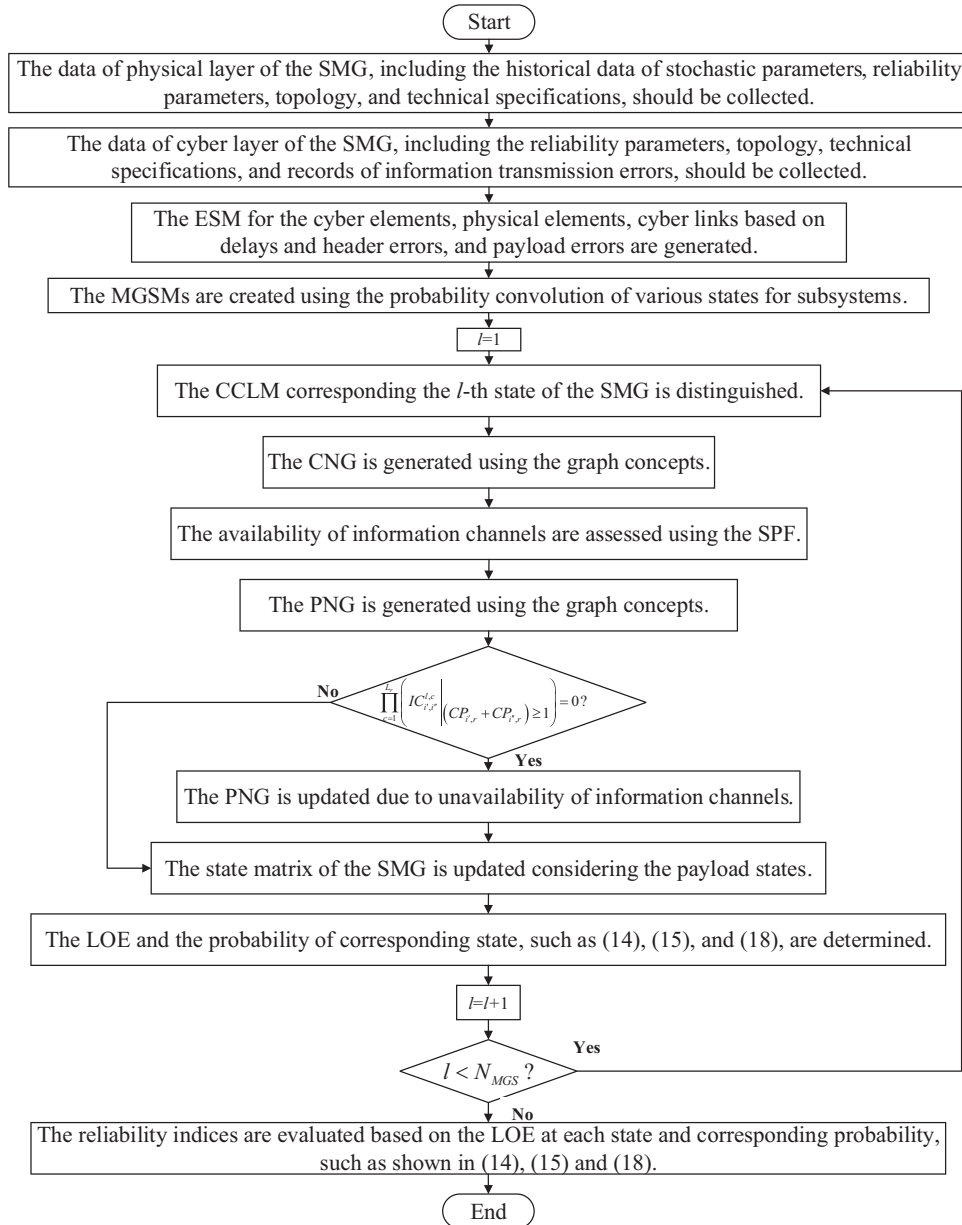 Start
The data of physical layer of the SMG, including the historical data of stochastic parameters, reliability
parameters, topology, and technical specifications, should be collected.
The data of cyber layer of the SMG, including the reliability parameters, topology, technical
specifications, and records of information transmission errors, should be collected.
The ESM for the cyber elements, physical elements, cyber links based on
delays and header errors, and payload errors are generated.
The MGSMs are created using the probability convolution of various states for subsystems.
l=1
The CCLM corresponding the l-th state of the SMG is distinguished.
The CNG is generated using the graph concepts.
The availability of information channels are assessed using the SPF.
The PNG is generated using the graph concepts.
No
∏_{c=1}^{L_c} ( IC_{i',i''}^{l,c} |_{(CP_{i',r} + CP_{i'',r}) ≥ 1} ) = 0 ?
Yes
The PNG is updated due to unavailability of information channels.
The state matrix of the SMG is updated considering the payload states.
The LOE and the probability of corresponding state, such as (14), (15), and (18), are determined.
l=l+1
Yes
l < N_{MGS} ?
No
The reliability indices are evaluated based on the LOE at each state and corresponding probability,
such as shown in (14), (15) and (18).
End